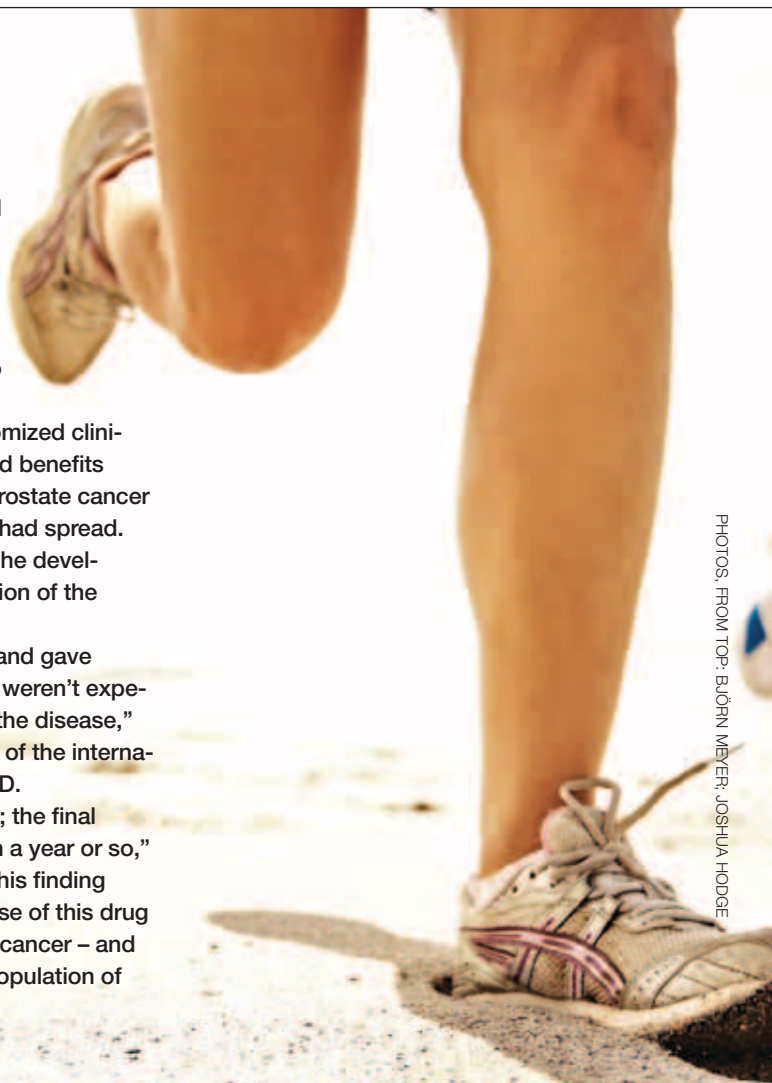 omized clini-
d benefits
rostate cancer
had spread.
he devel-
ion of the
and gave
weren't expe-
the disease,”
of the interna-
D.
; the final
n a year or so,”
his finding
se of this drug
cancer – and
opulation of
PHOTOS, FROM TOP: BJÖRN MEYER; JOSHUA HODGE